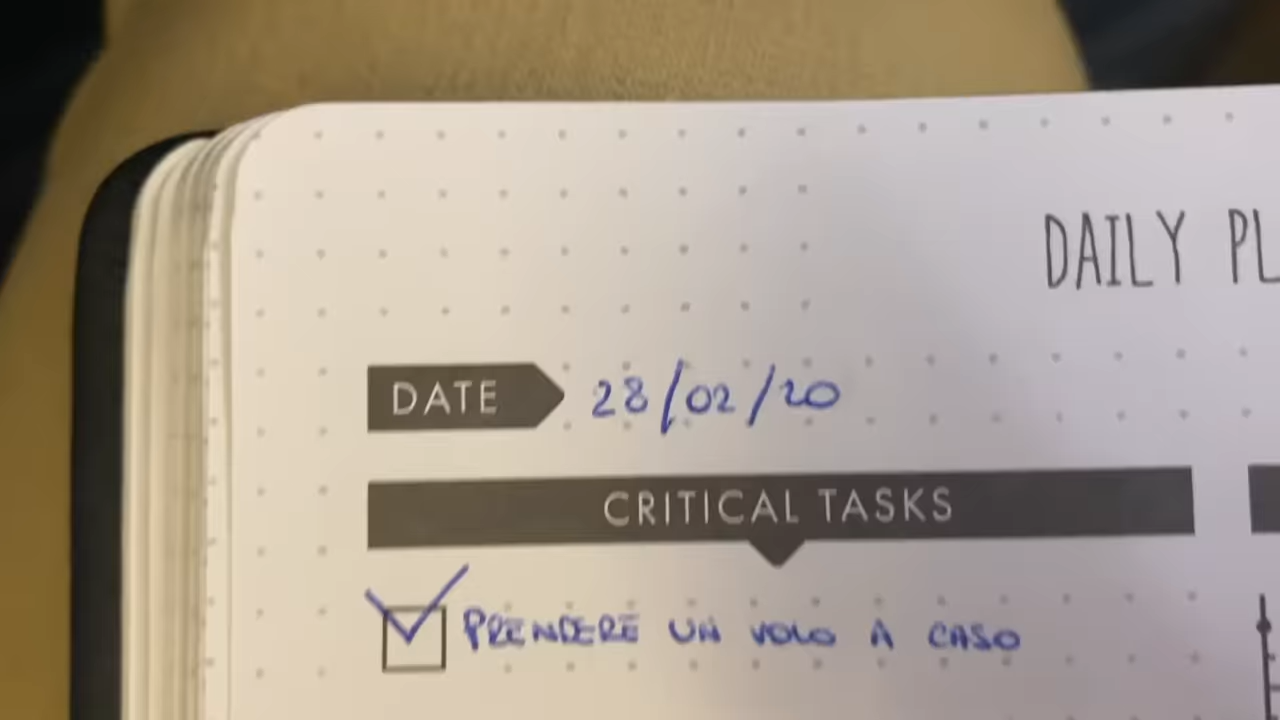 DAILY PL
DATE 28/02/20
CRITICAL TASKS
PRENDERE UN VOLO A CASO